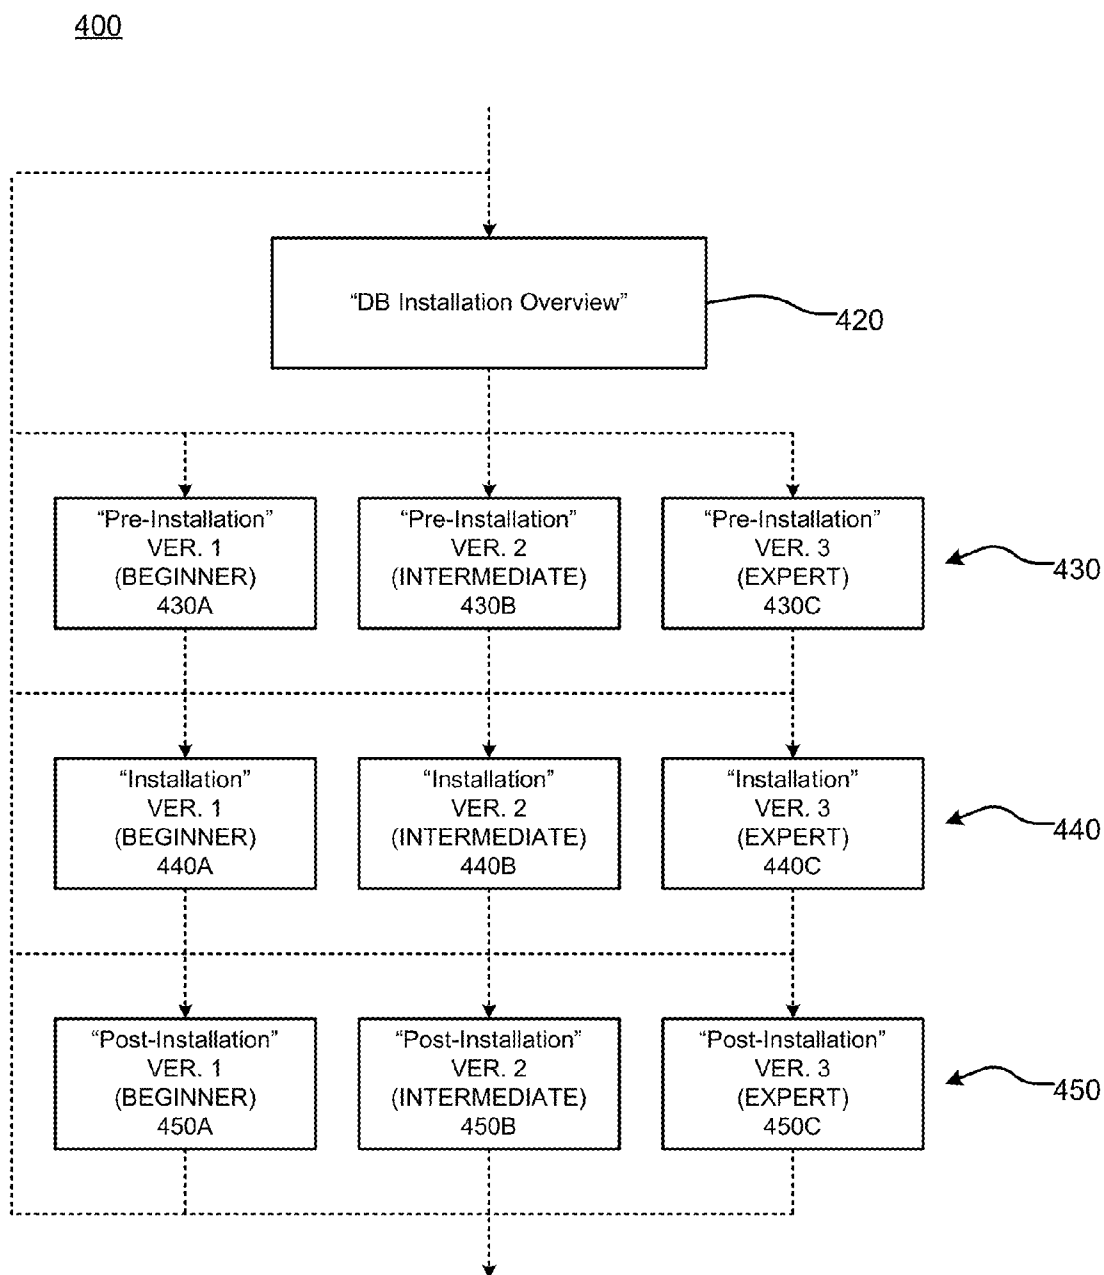 400
“DB Installation Overview”
420
“Pre-Installation”
VER. 1
(BEGINNER)
430A
“Pre-Installation”
VER. 2
(INTERMEDIATE)
430B
“Pre-Installation”
VER. 3
(EXPERT)
430C
430
“Installation”
VER. 1
(BEGINNER)
440A
“Installation”
VER. 2
(INTERMEDIATE)
440B
“Installation”
VER. 3
(EXPERT)
440C
440
“Post-Installation”
VER. 1
(BEGINNER)
450A
“Post-Installation”
VER. 2
(INTERMEDIATE)
450B
“Post-Installation”
VER. 3
(EXPERT)
450C
450